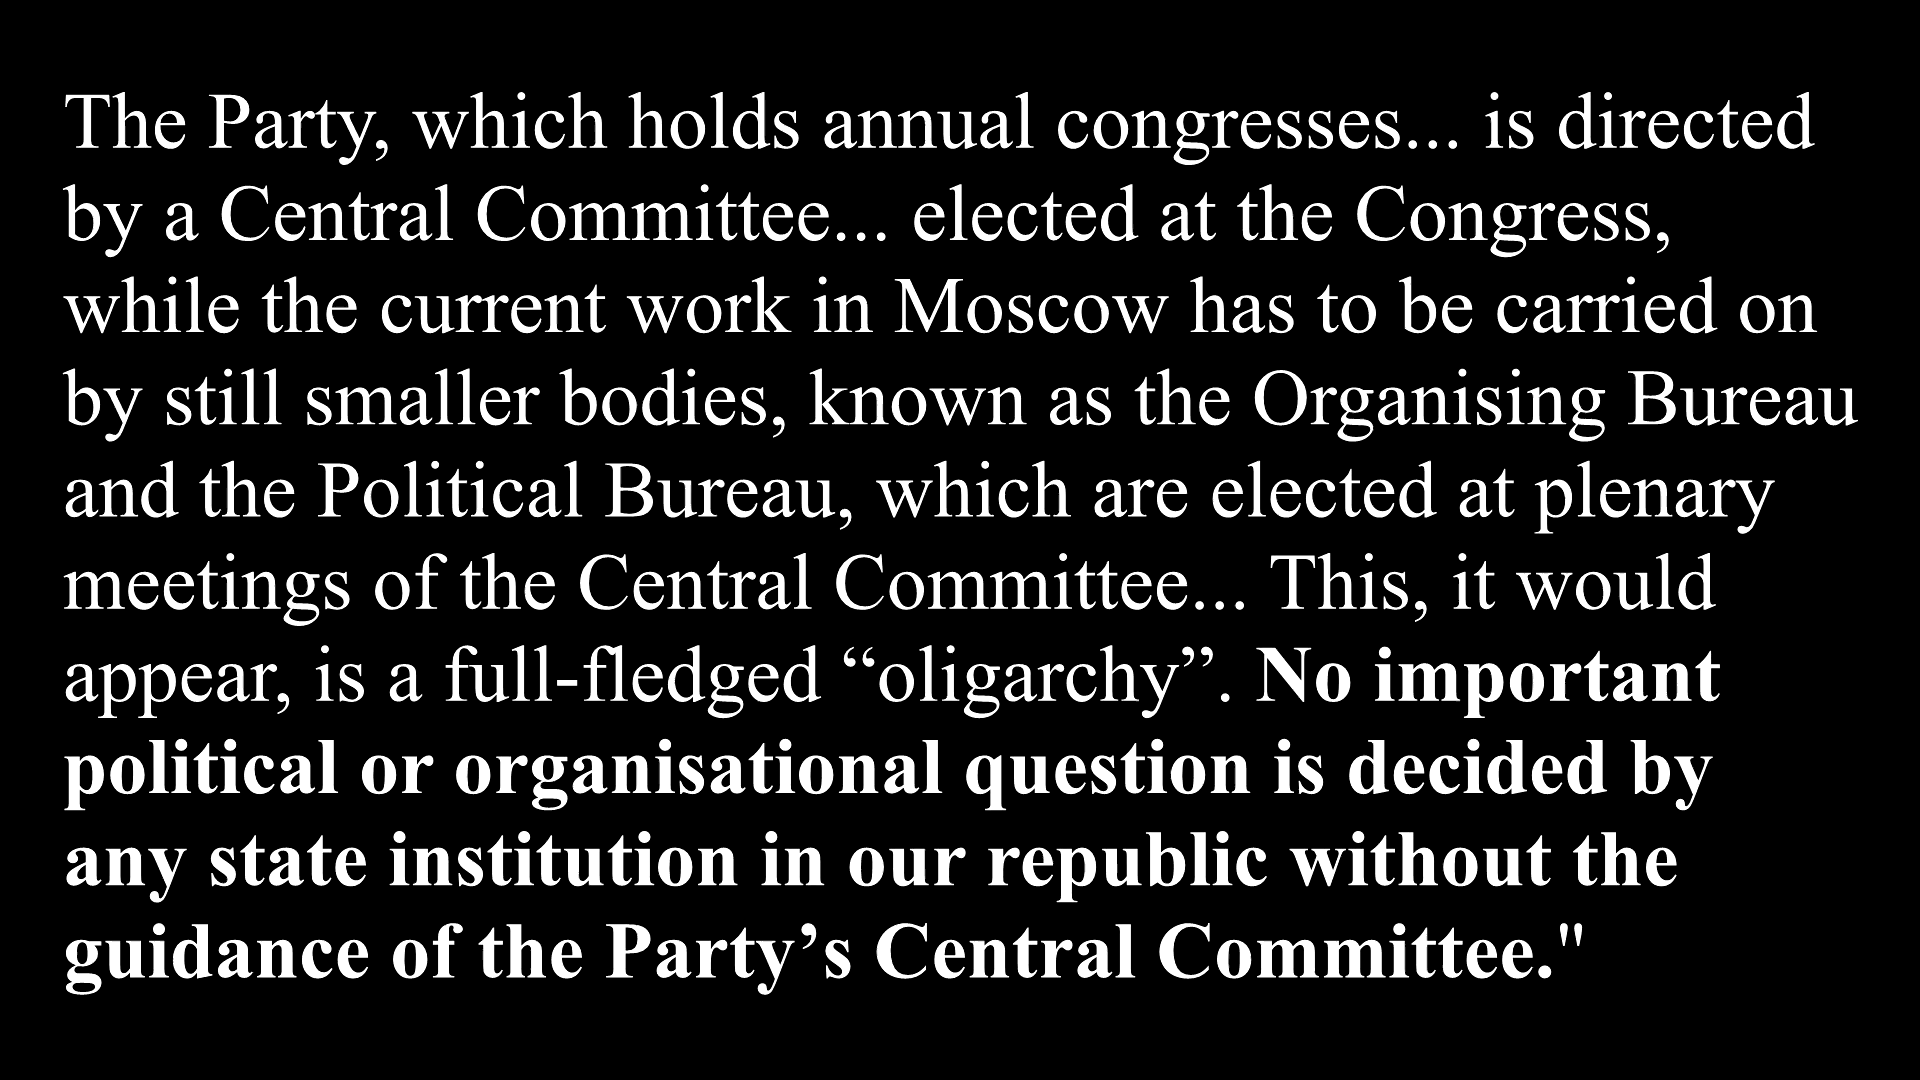 The Party, which holds annual congresses... is directed
by a Central Committee... elected at the Congress,
while the current work in Moscow has to be carried on
by still smaller bodies, known as the Organising Bureau
and the Political Bureau, which are elected at plenary
meetings of the Central Committee... This, it would
appear, is a full-fledged “oligarchy”. No important
political or organisational question is decided by
any state institution in our republic without the
guidance of the Party’s Central Committee."